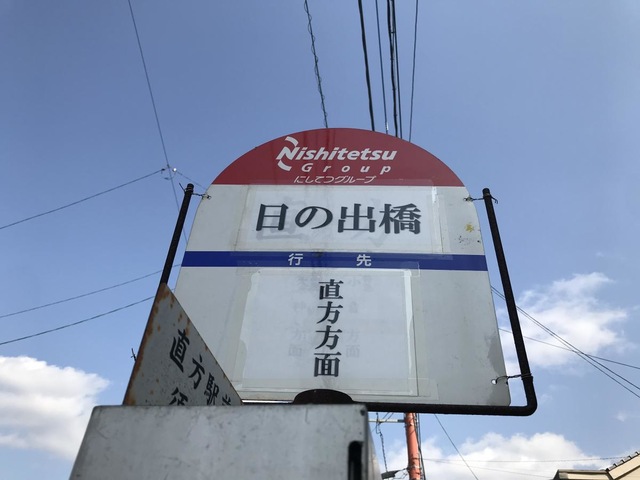 Nishitetsu
Group
にしてつグループ
日の出橋
行先
直方方面
直方駅